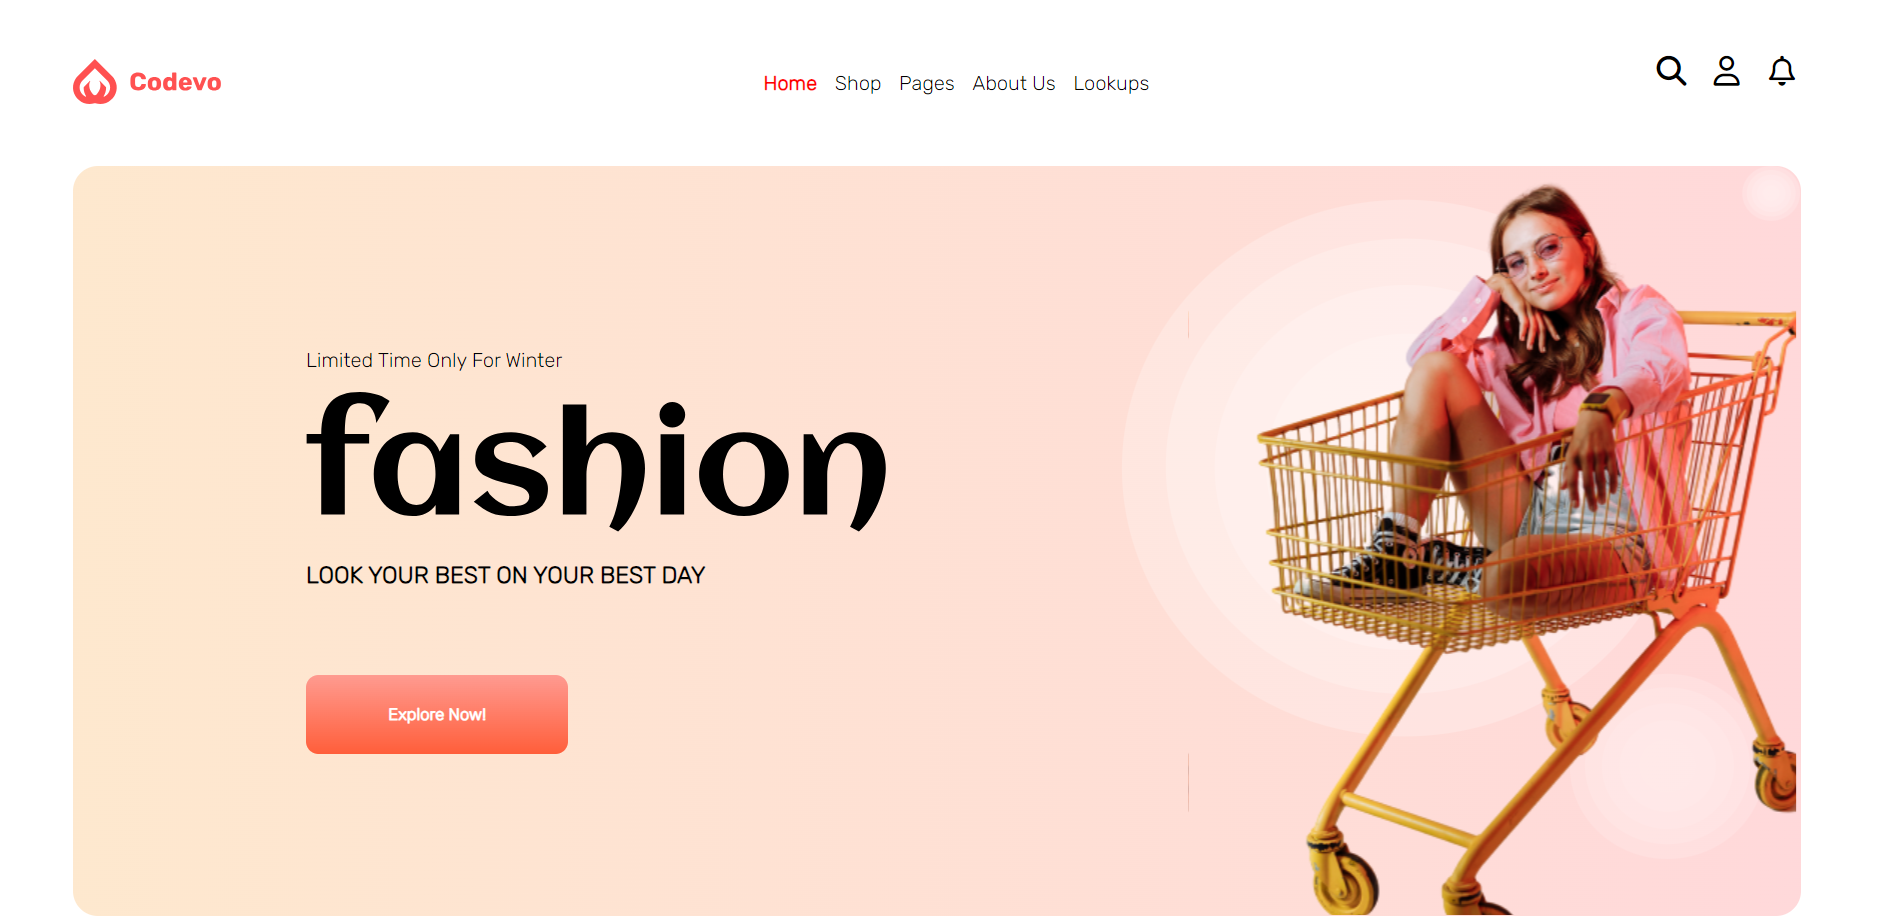 Codevo
Home Shop Pages About Us Lookups
Limited Time Only For Winter
fashion
LOOK YOUR BEST ON YOUR BEST DAY
Explore Now!